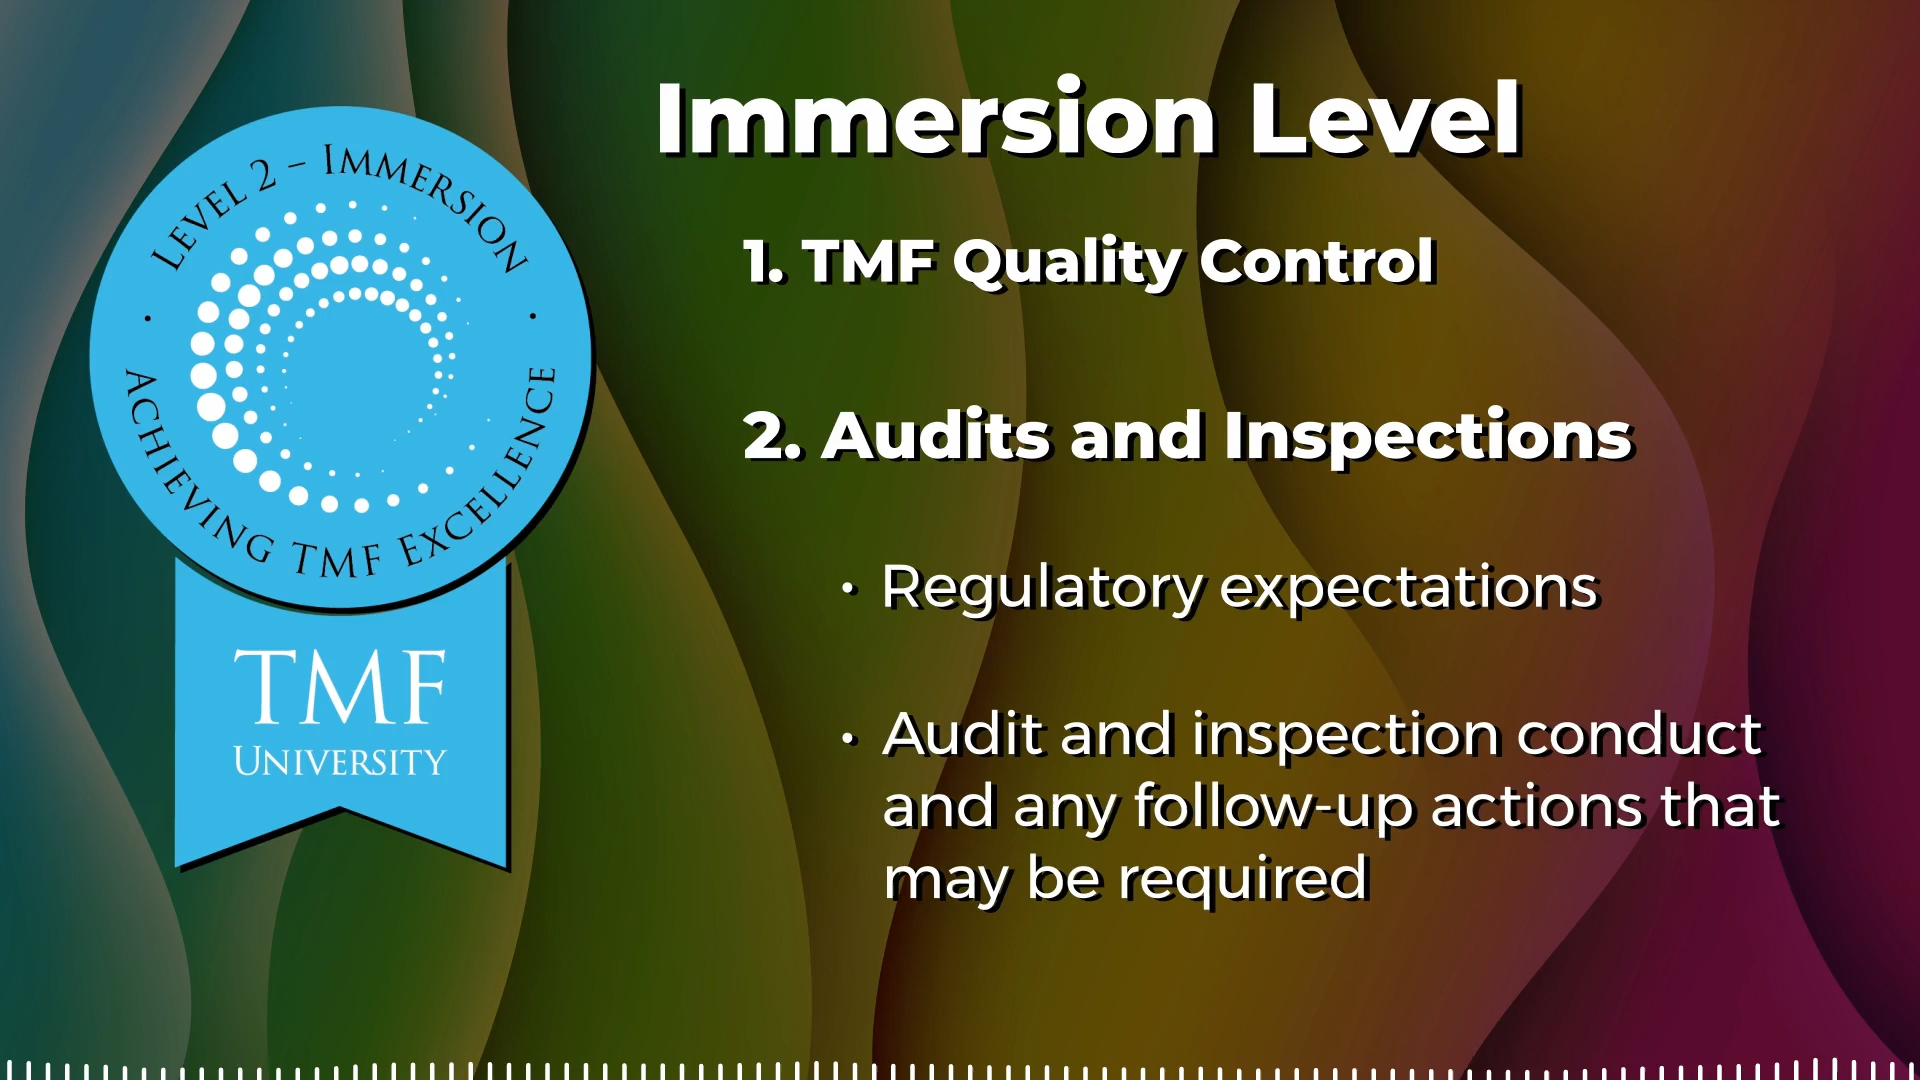 LEVEL 2 – IMMERSION
ACHIEVING TMF EXCELLENCE
TMF
UNIVERSITY
Immersion Level
1. TMF Quality Control
2. Audits and Inspections
• Regulatory expectations
• Audit and inspection conduct
and any follow-up actions that
may be required